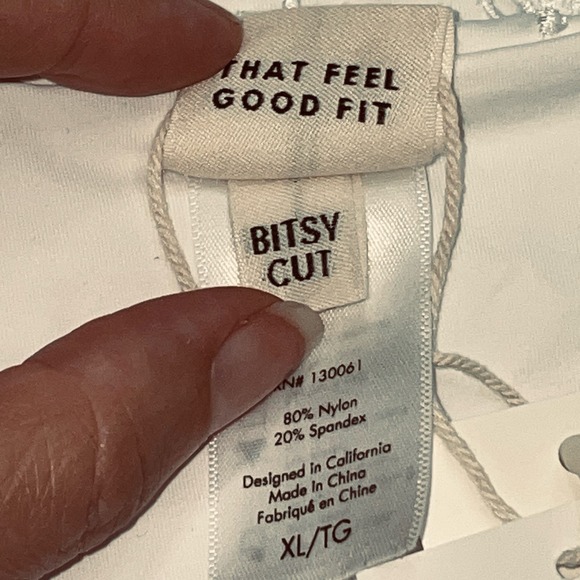 THAT FEEL
GOOD FIT
BITSY
CUT
130061
80% Nylon
20% Spandex
Designed in California
Made in China
Fabriqué en Chine
XL/TG